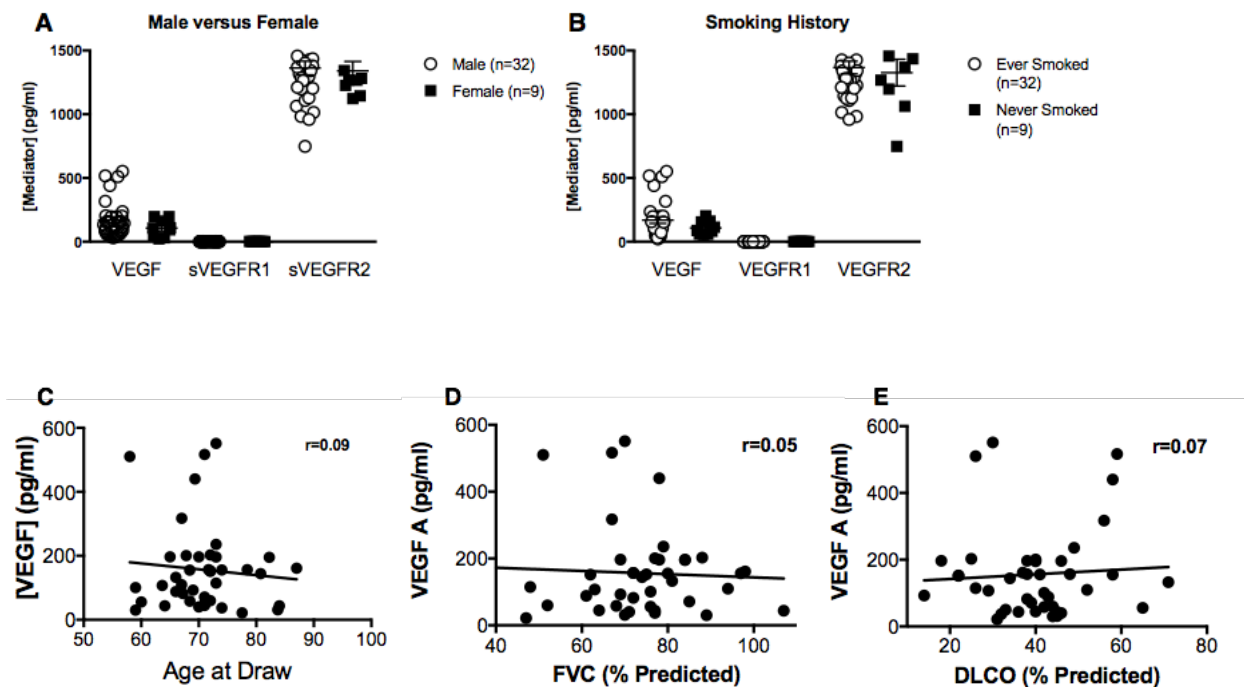 A
Male versus Female
[Mediator] (pg/ml)
1500
1000
500
0
VEGF
sVEGFR1
sVEGFR2
Male (n=32)
Female (n=9)
B
Smoking History
[Mediator] (pg/ml)
1500
1000
500
0
VEGF
VEGFR1
VEGFR2
Ever Smoked
(n=32)
Never Smoked
(n=9)
C
[VEGF] (pg/ml)
600
400
200
0
50
60
70
80
90
100
Age at Draw
r=0.09
D
VEGF A (pg/ml)
600
400
200
0
40
60
80
100
FVC (% Predicted)
r=0.05
E
VEGF A (pg/ml)
600
400
200
0
20
40
60
80
DLCO (% Predicted)
r=0.07